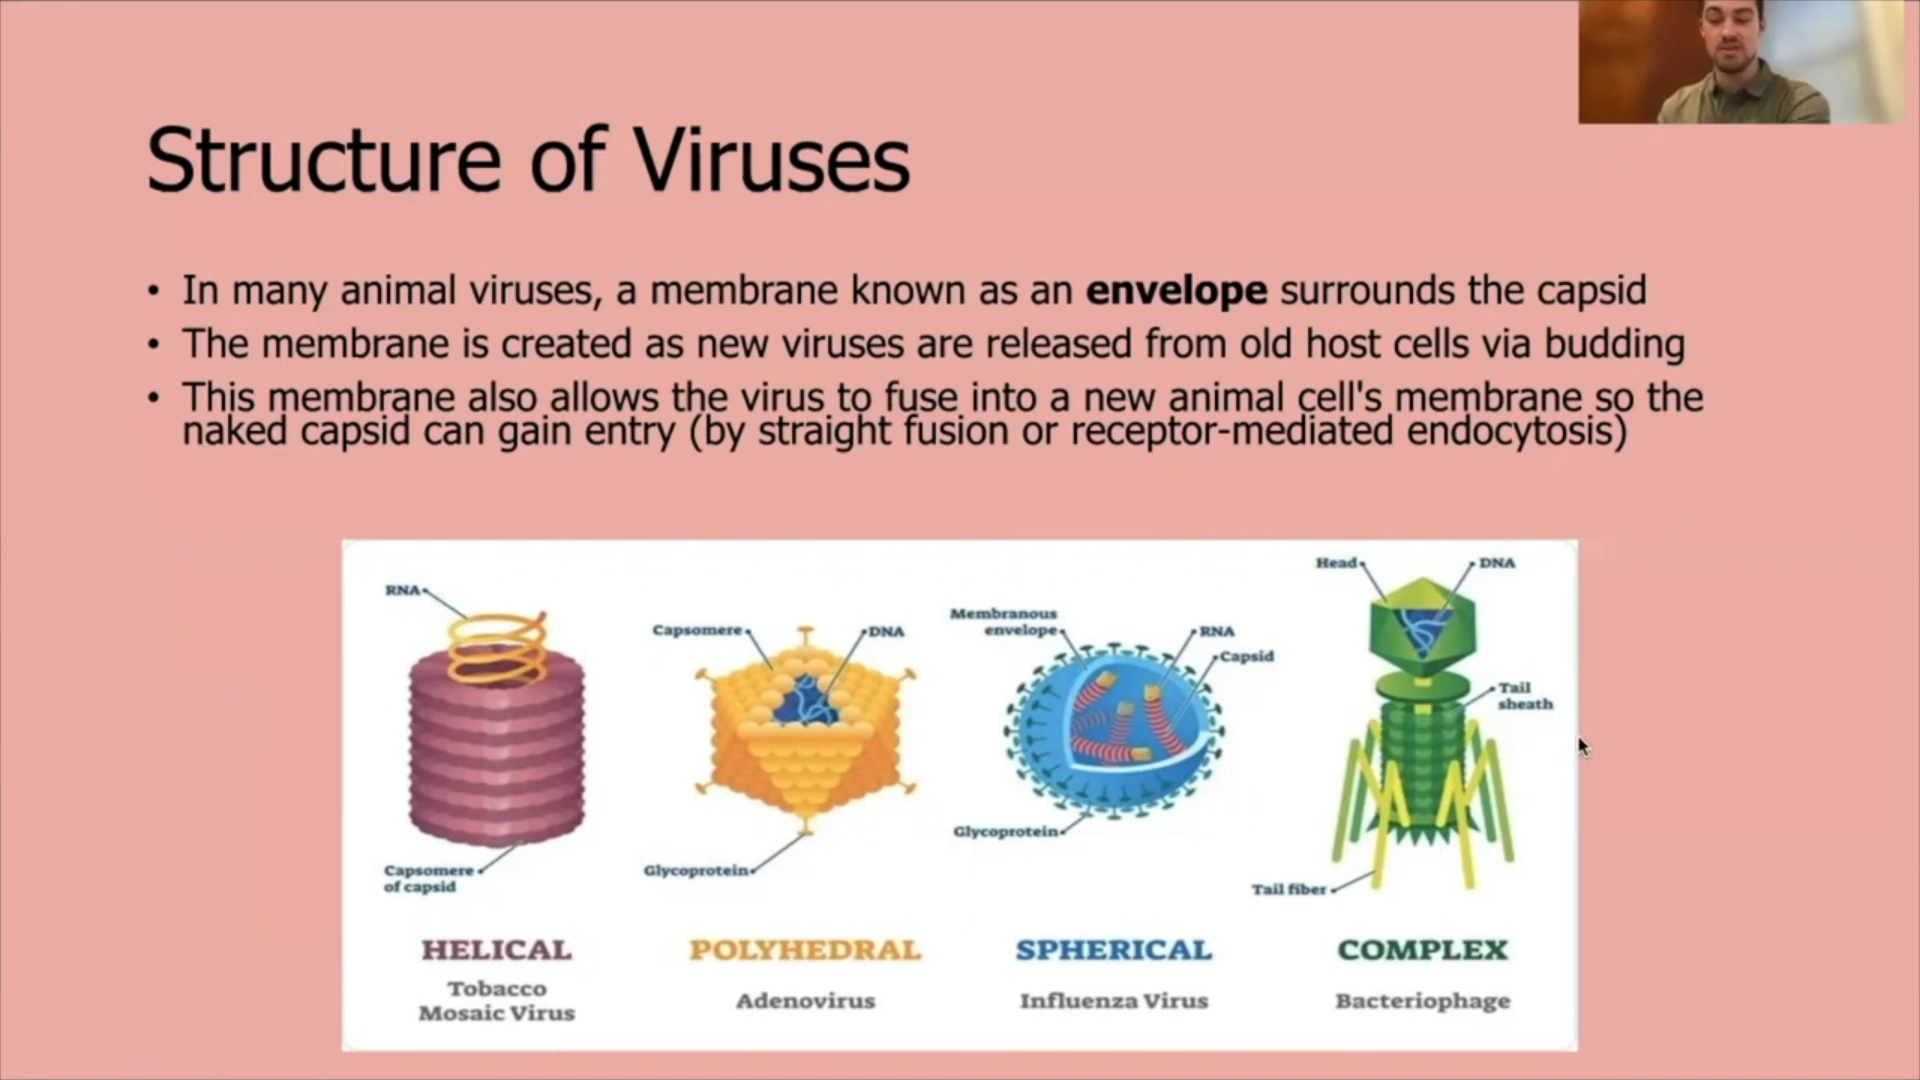 Structure of Viruses
• In many animal viruses, a membrane known as an envelope surrounds the capsid
• The membrane is created as new viruses are released from old host cells via budding
• This membrane also allows the virus to fuse into a new animal cell's membrane so the
naked capsid can gain entry (by straight fusion or receptor-mediated endocytosis)
RNA
Capsomere
of capsid
HELICAL
Tobacco
Mosaic Virus
Capsomere
DNA
Glycoprotein
POLYHEDRAL
Adenovirus
Membranous
envelope
RNA
Capsid
Glycoprotein
SPHERICAL
Influenza Virus
Head
DNA
Tail
sheath
Tail fiber
COMPLEX
Bacteriophage